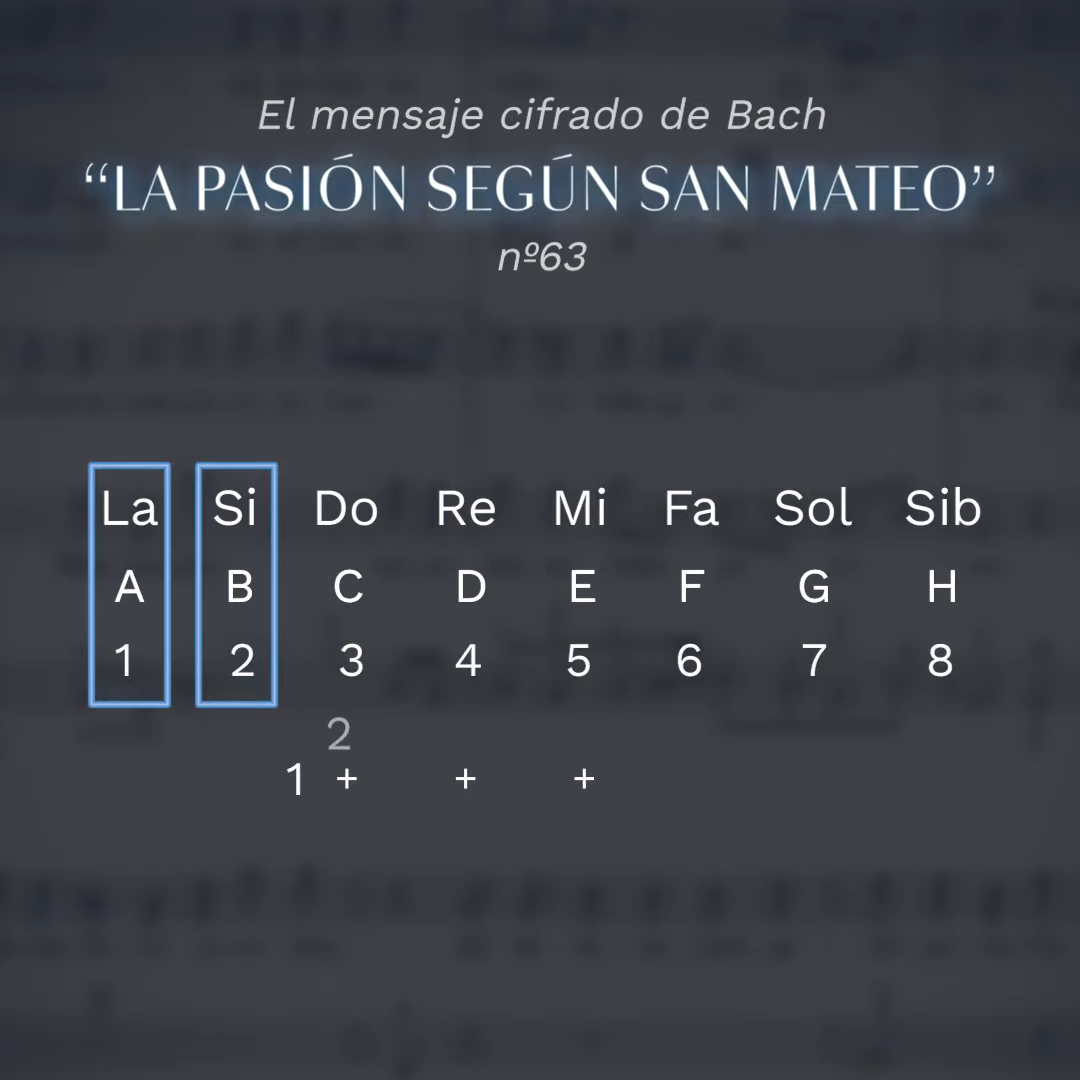 El mensaje cifrado de Bach
“LA PASIÓN SEGÚN SAN MATEO”
nº63
La Si Do Re Mi Fa Sol Sib
A B C D E F G H
1 2 3 4 5 6 7 8
2
1 + + +